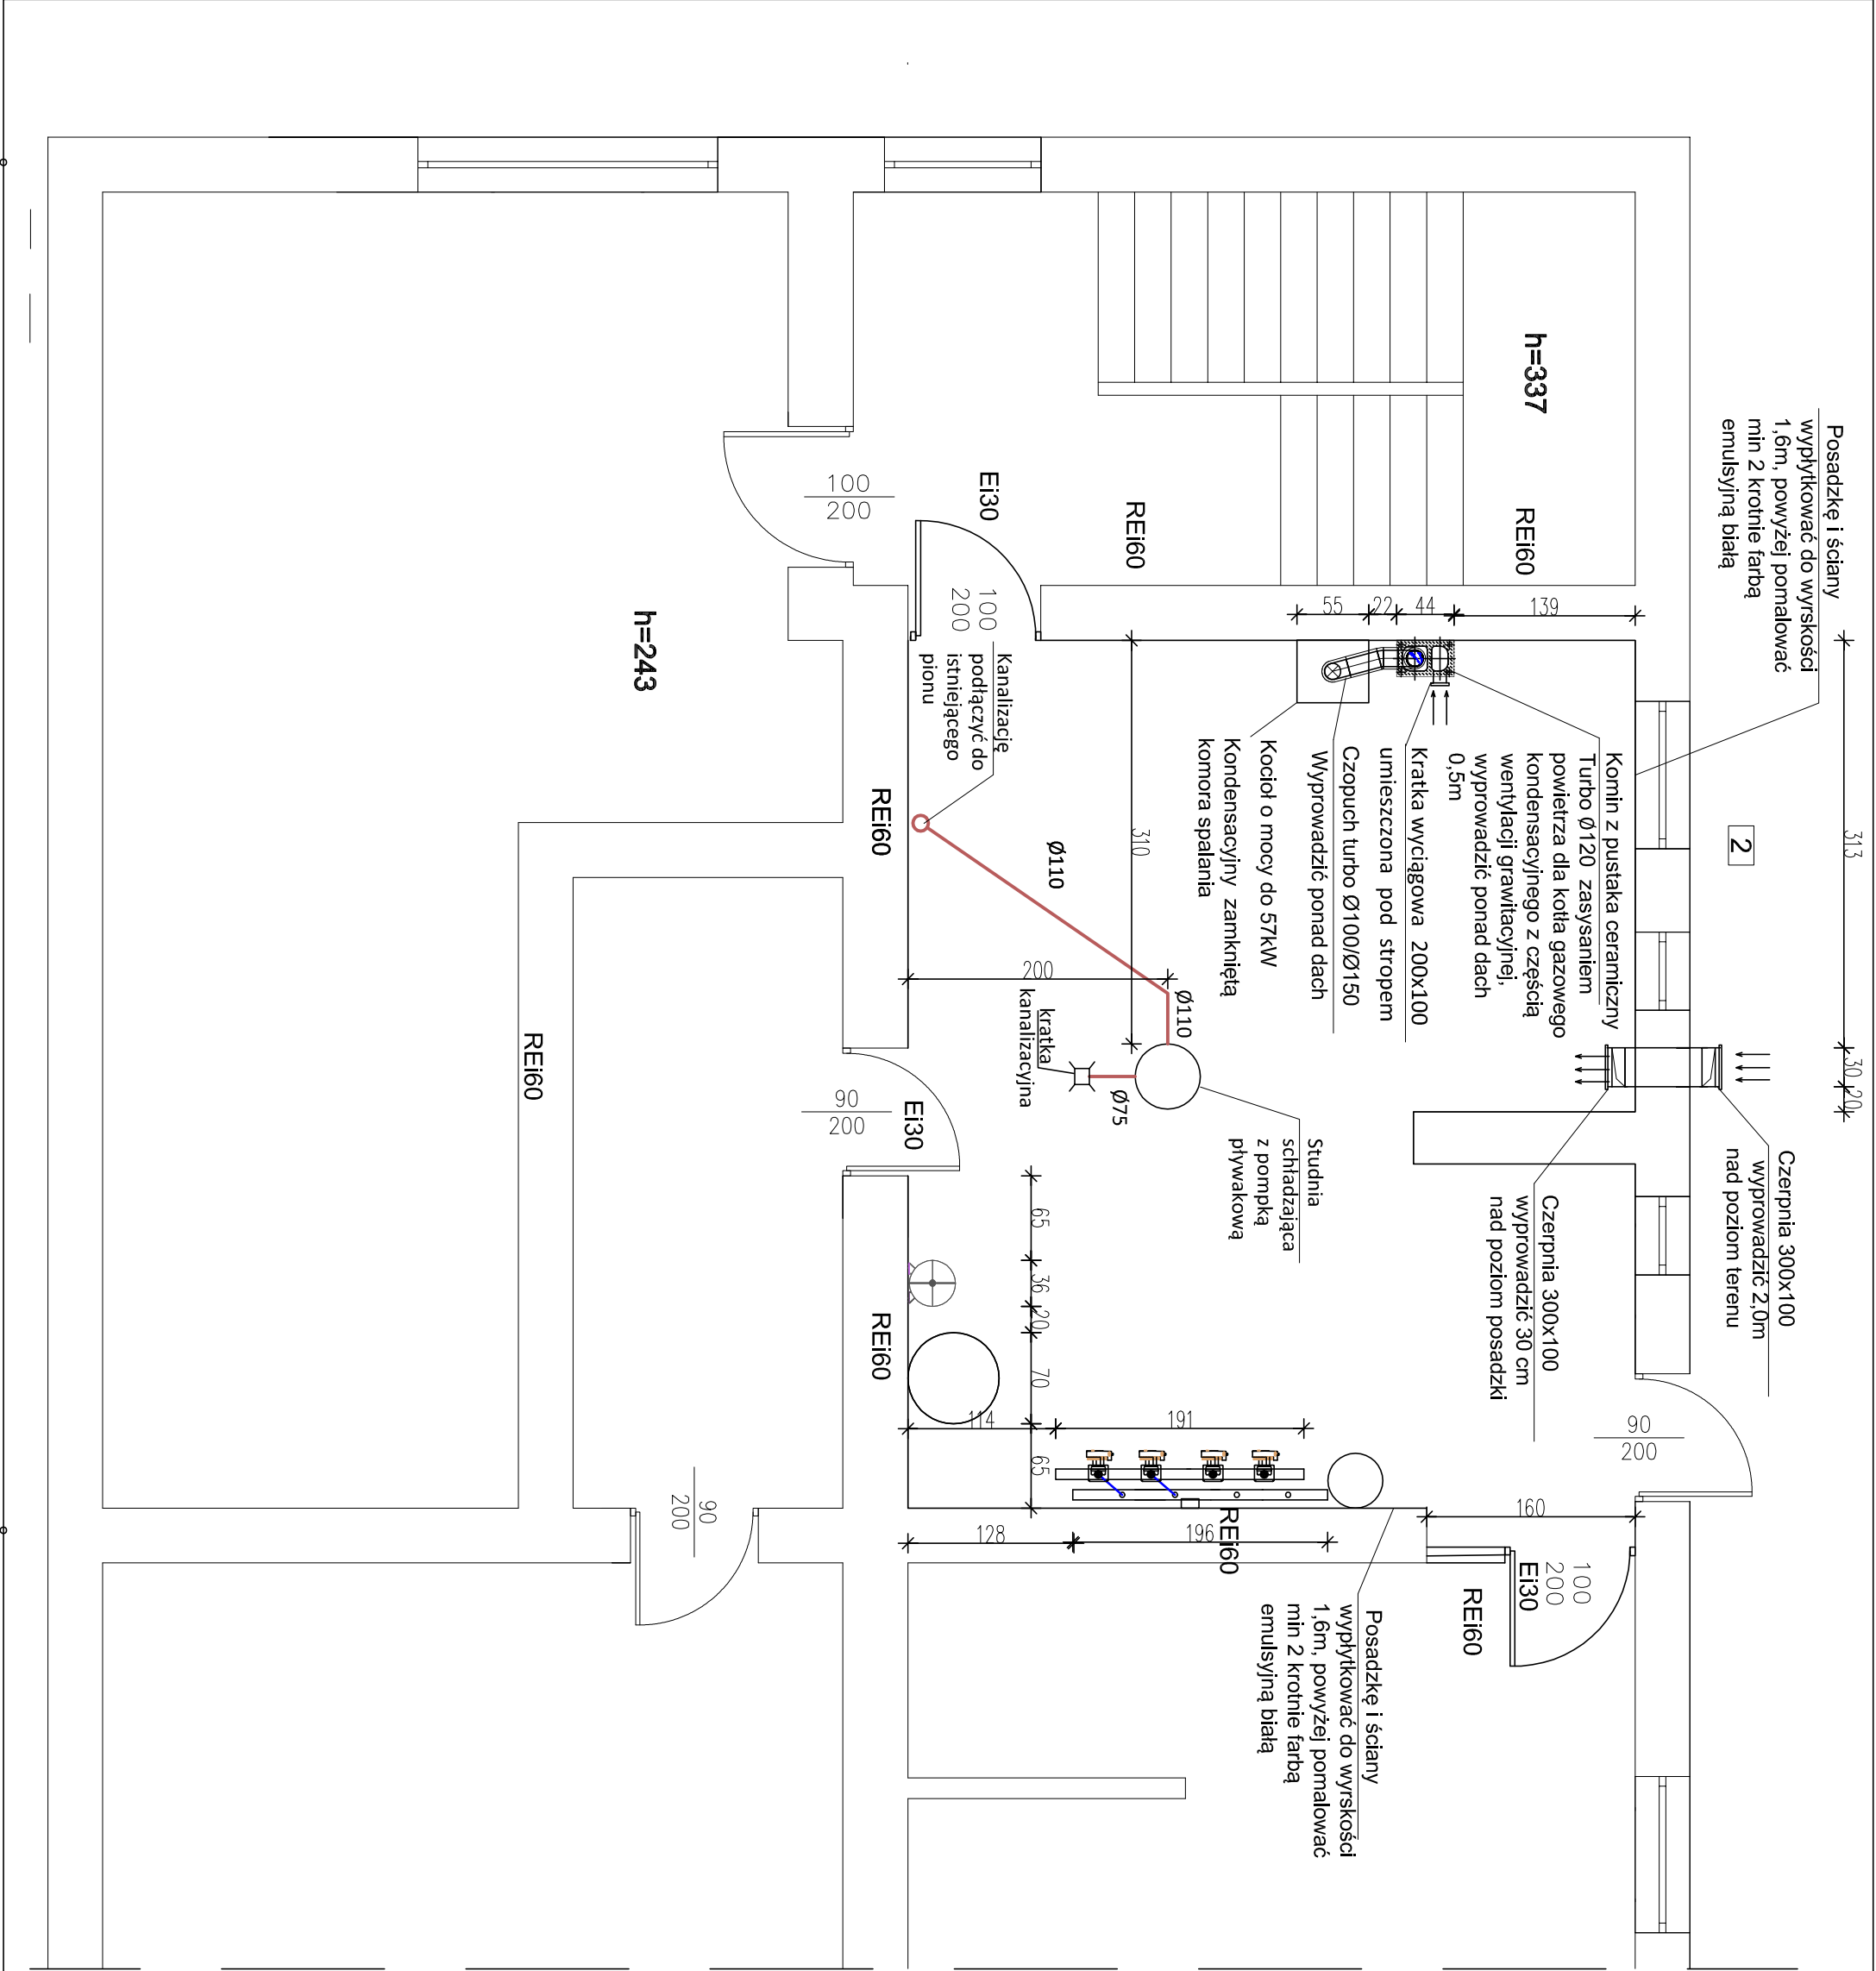 Posadzkę i ściany
wypłytkować do wyrskości
1,6m, powyżej pomalować
min 2 krotnie farbą
emulsyjną białą
313
30
20
2
h=337
REi60
REi60
Ei30
100
200
100
200
139
44
22
55
Komin z pustaka ceramiczny
Turbo Ø120 zasysaniem
powietrza dla kotła gazowego
kondensacyjnego z częścią
wentylacji grawitacyjnej,
wyprowadzić ponad dach
0,5m
Kratka wyciągowa 200x100
umieszczona pod stropem
Czopuch turbo Ø100/Ø150
Wyprowadzić ponad dach
Kocioł o mocy do 57kW
Kondensacyjny zamkniętą
komora spalania
Kanalizację
podłączyć do
istniejącego
pionu
310
Ø110
200
Ø110
Ø75
kratka
kanalizacyjna
Studnia
schładzająca
z pompką
pływakową
Czerpnia 300x100
wyprowadzić 2,0m
nad poziom terenu
Czerpnia 300x100
wyprowadzić 30 cm
nad poziom posadzki
90
200
h=243
REi60
REi60
90
200
Ei30
65
36
20
70
65
REi60
114
191
128
196
REi60
160
100
200
Ei30
REi60
90
200
Posadzkę i ściany
wypłytkować do wyrskości
1,6m, powyżej pomalować
min 2 krotnie farbą
emulsyjną białą